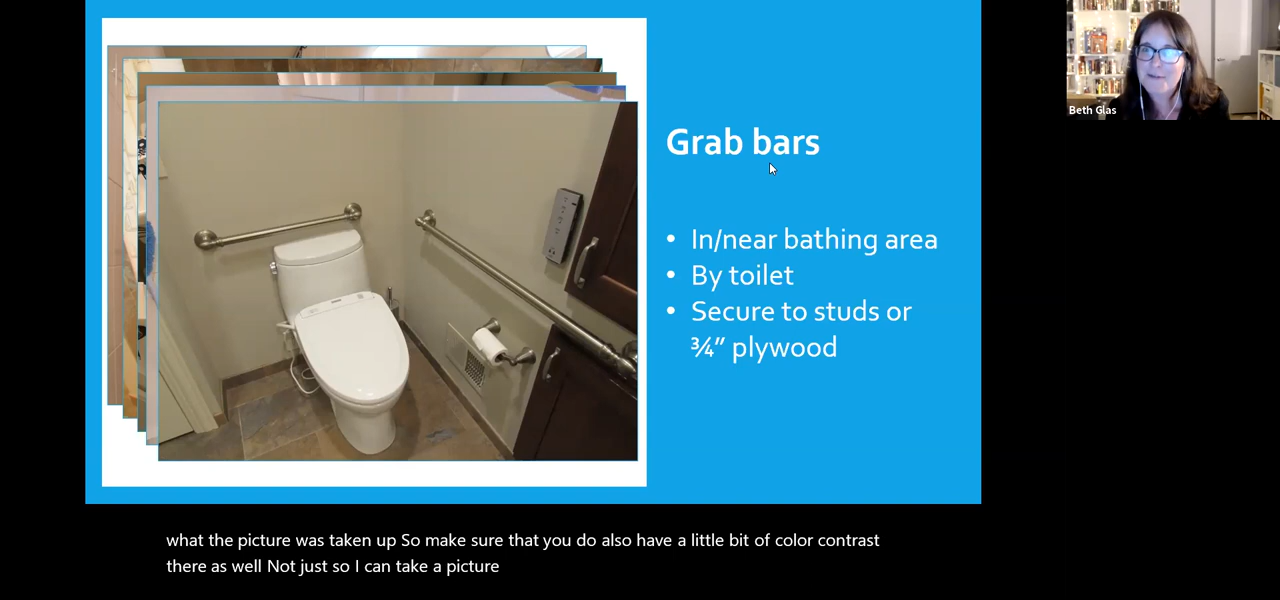 Grab bars
• In/near bathing area
• By toilet
• Secure to studs or
¾” plywood
Beth Glas
what the picture was taken up So make sure that you do also have a little bit of color contrast
there as well Not just so I can take a picture